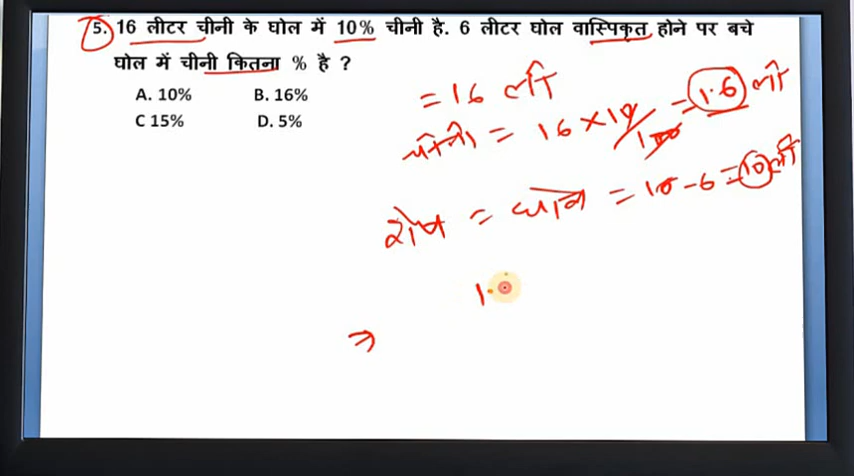 5. 16 लीटर चीनी के घोल में 10% चीनी है. 6 लीटर घोल वास्पिकृत होने पर बचे
घोल में चीनी कितना % है ?
A. 10% B. 16%
C 15% D. 5%
= 16 ली
चीनी = 16 × 10/100 = 1.6 ली
शेष = घोल = 16 - 6 = 10 ली
1.
⇒